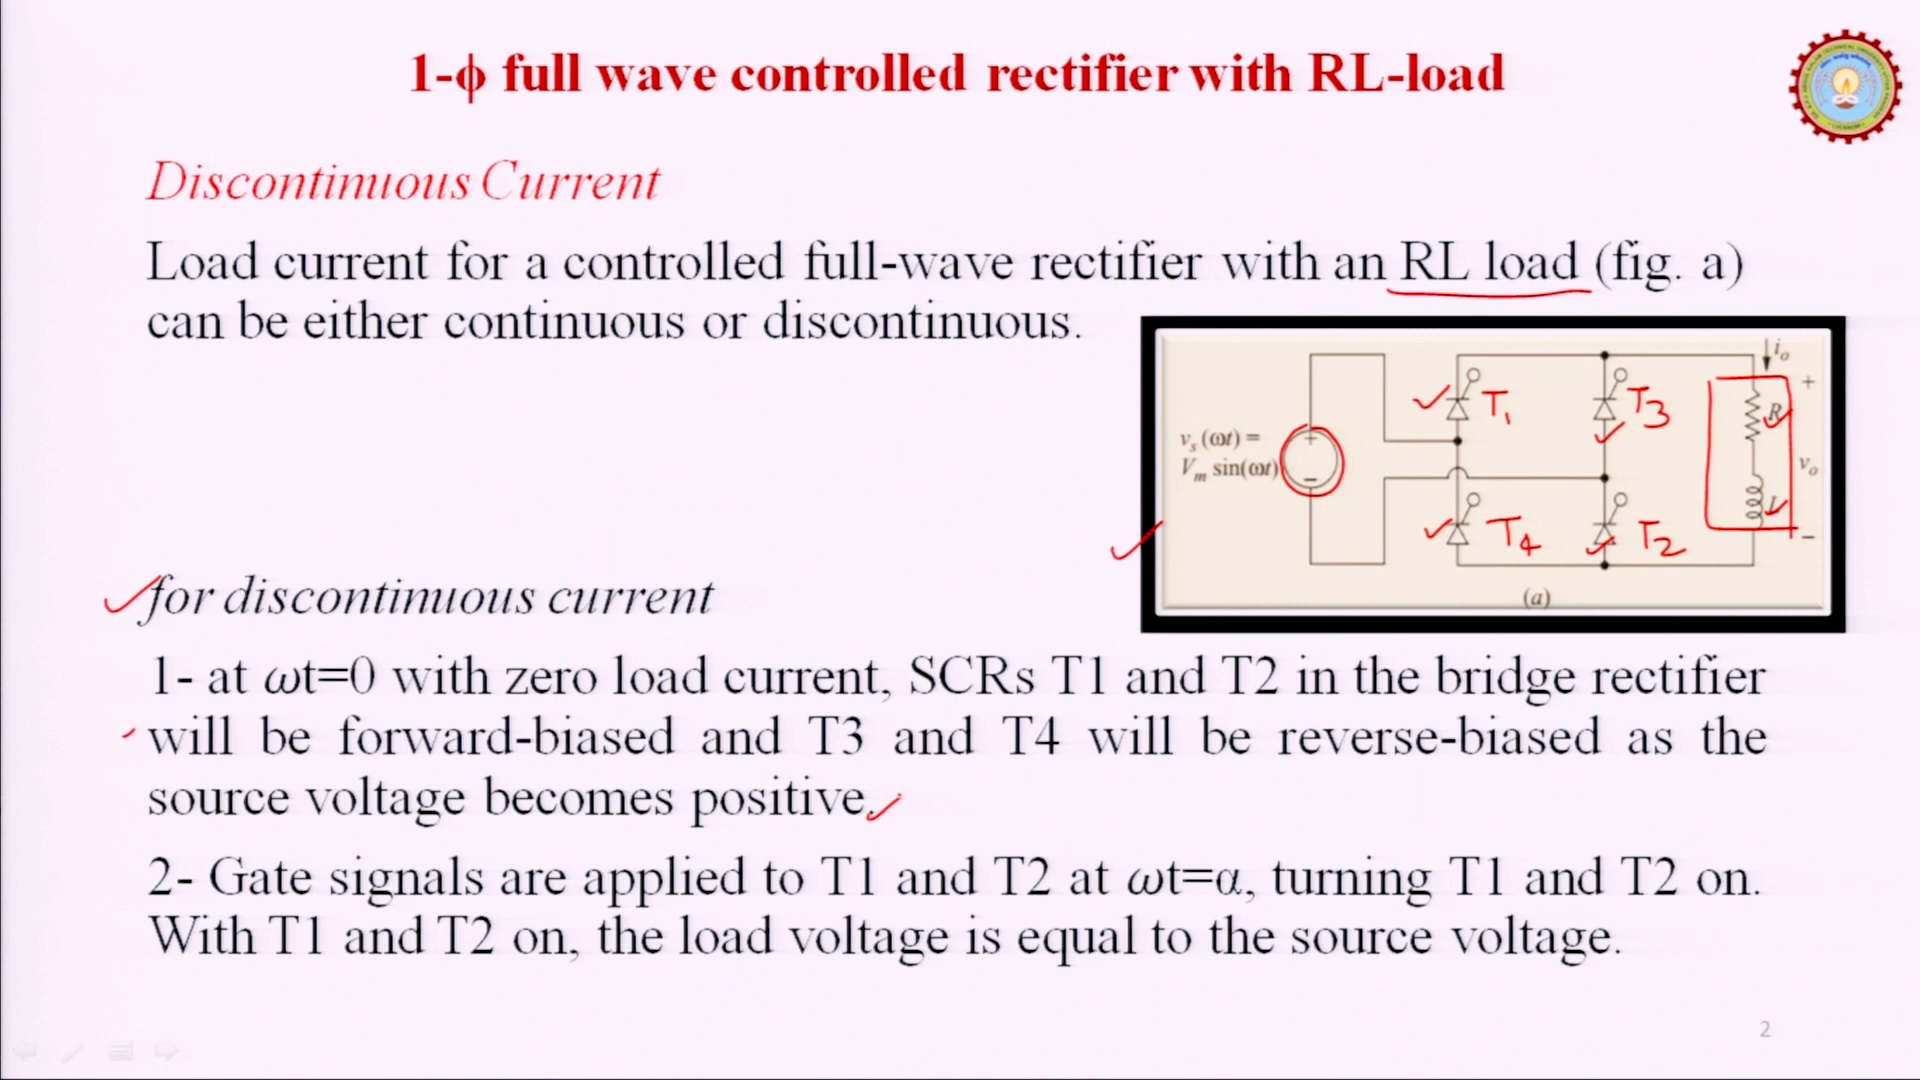 1-ϕ full wave controlled rectifier with RL-load
Discontinuous Current
Load current for a controlled full-wave rectifier with an RL load (fig. a)
can be either continuous or discontinuous.
i₀
+
T1
T3
R
vₛ (ωt) =
Vₘ sin(ωt)
+
−
v₀
L
T4
T2
−
(a)
for discontinuous current
1- at ωt=0 with zero load current, SCRs T1 and T2 in the bridge rectifier
will be forward-biased and T3 and T4 will be reverse-biased as the
source voltage becomes positive.
2- Gate signals are applied to T1 and T2 at ωt=α, turning T1 and T2 on.
With T1 and T2 on, the load voltage is equal to the source voltage.
2